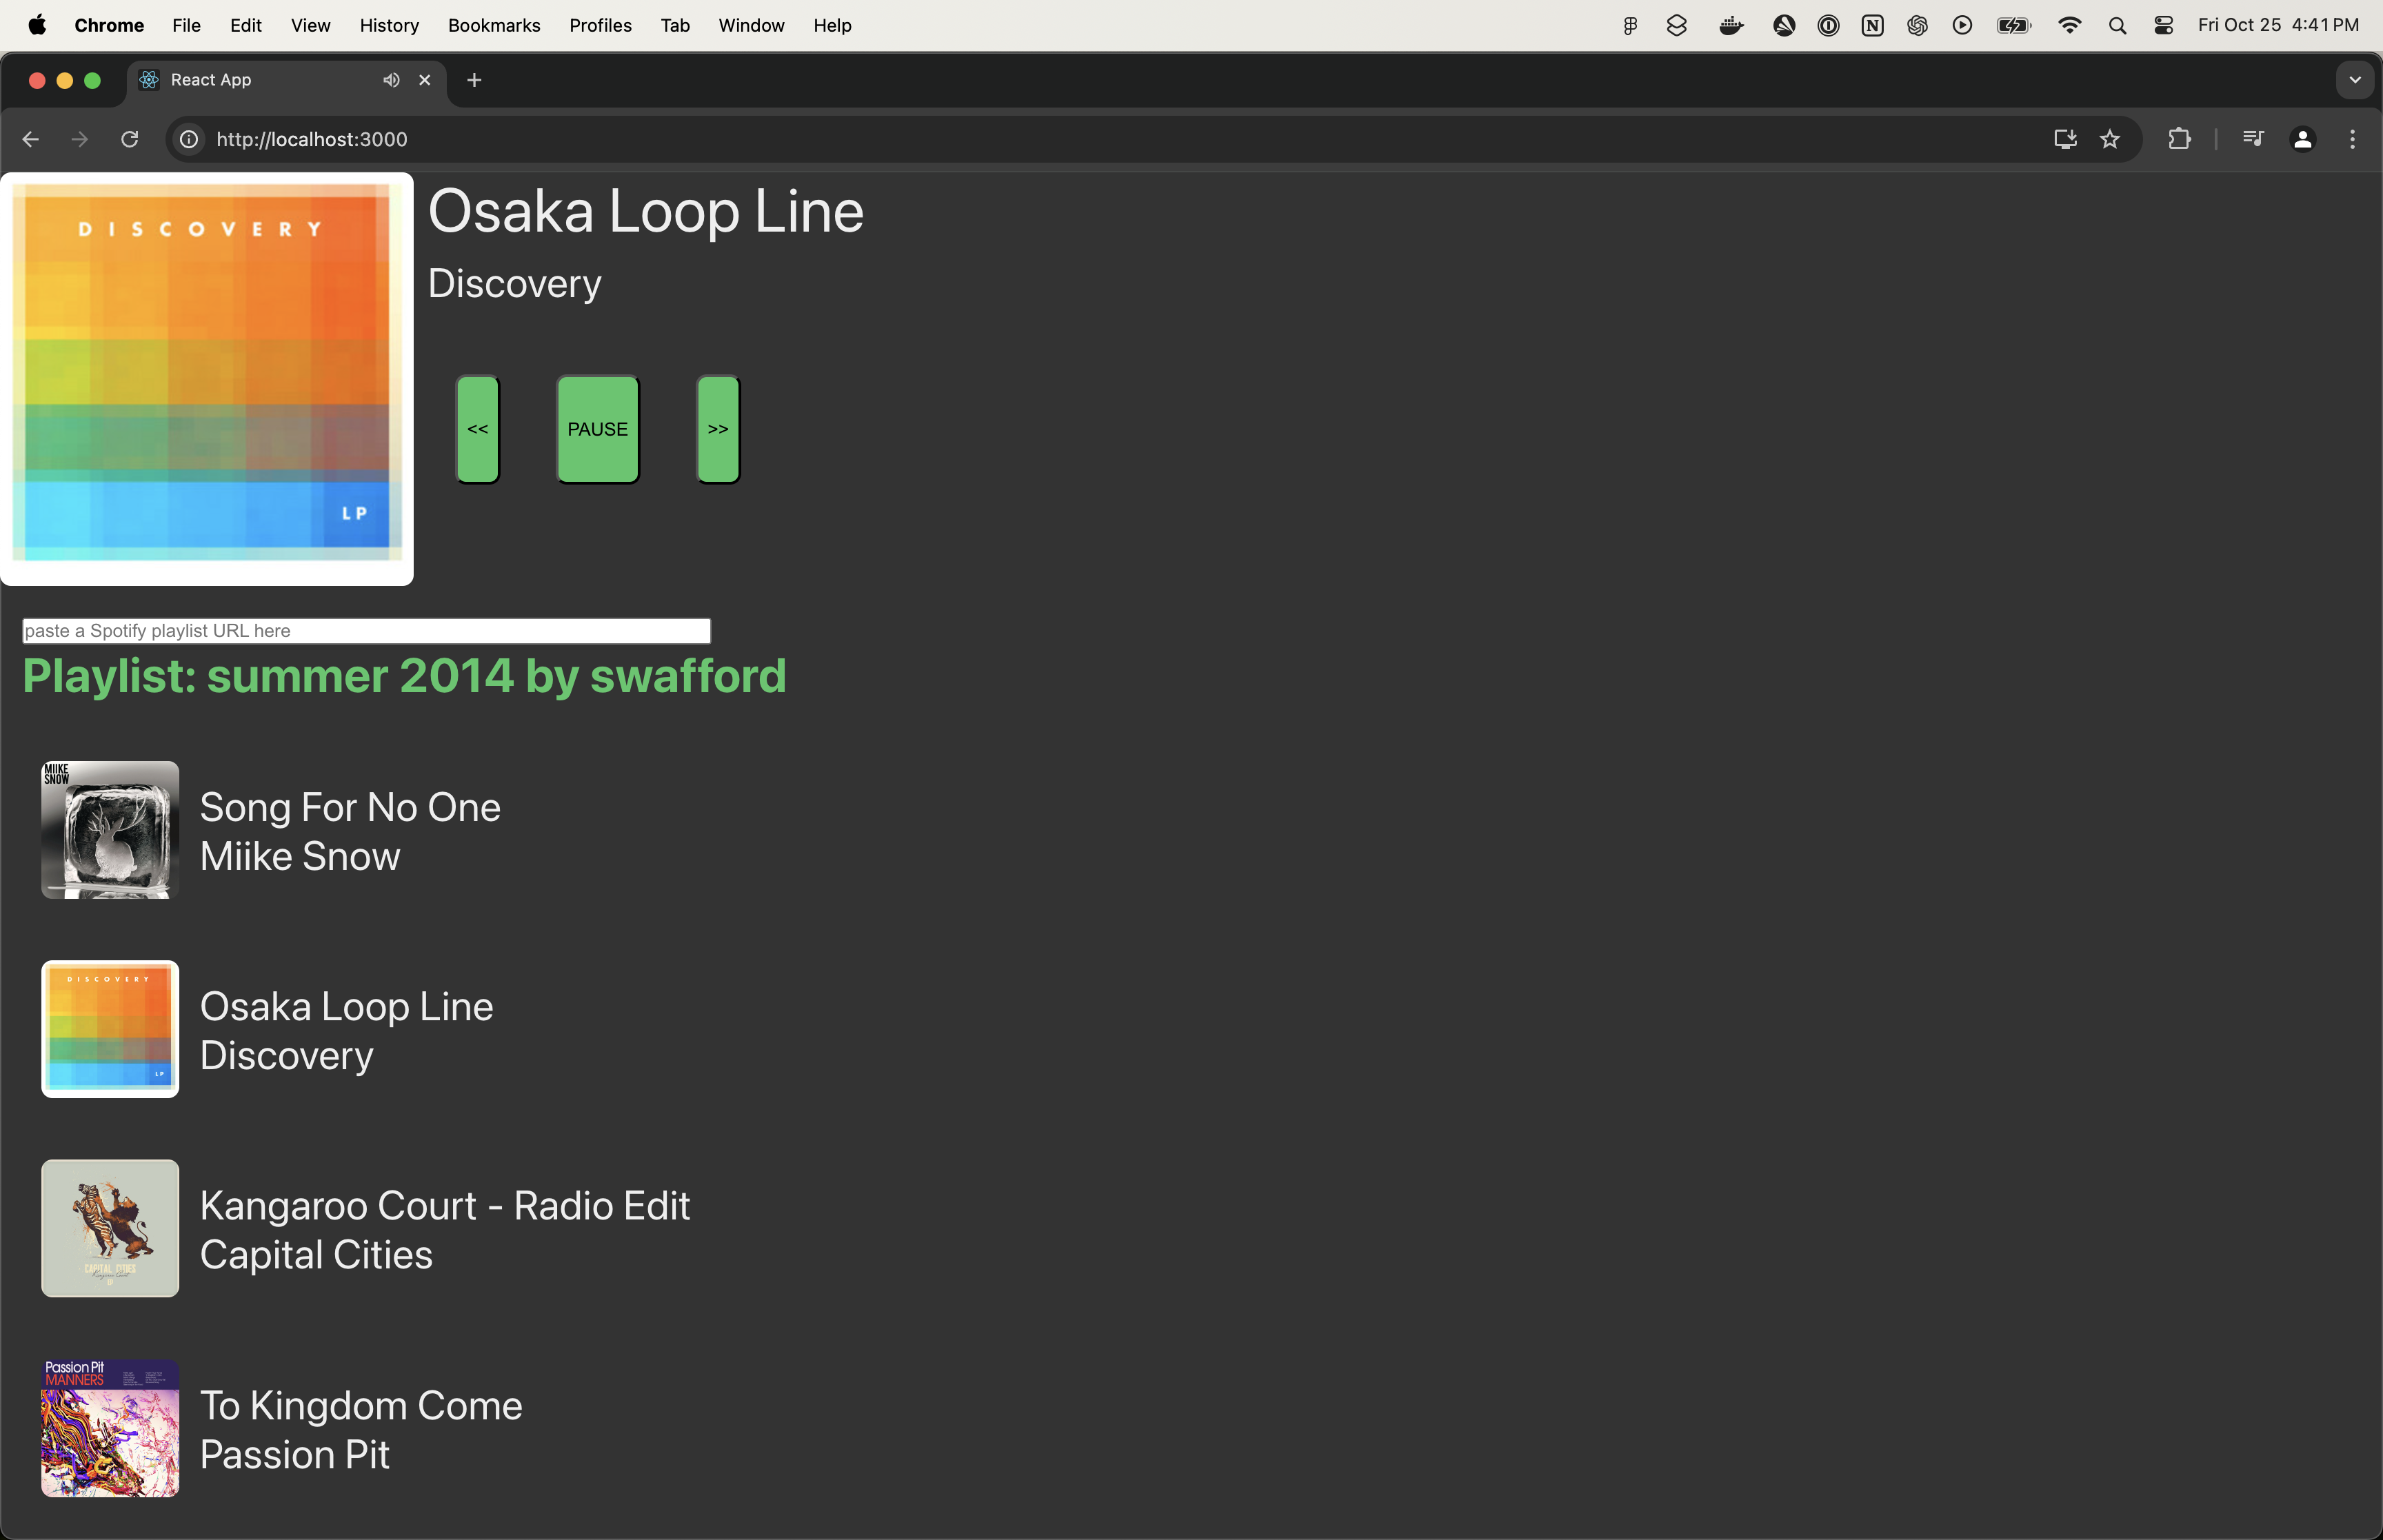 Chrome File Edit View History Bookmarks Profiles Tab Window Help Fri Oct 25 4:41 PM
React App
http://localhost:3000
DISCOVERY
LP
Osaka Loop Line
Discovery
<< PAUSE >>
paste a Spotify playlist URL here
Playlist: summer 2014 by swafford
MIIKE
SNOW
Song For No One
Miike Snow
DISCOVERY
LP
Osaka Loop Line
Discovery
CAPITAL CITIES
Kangaroo Court - Radio Edit
Capital Cities
Passion Pit
MANNERS
To Kingdom Come
Passion Pit